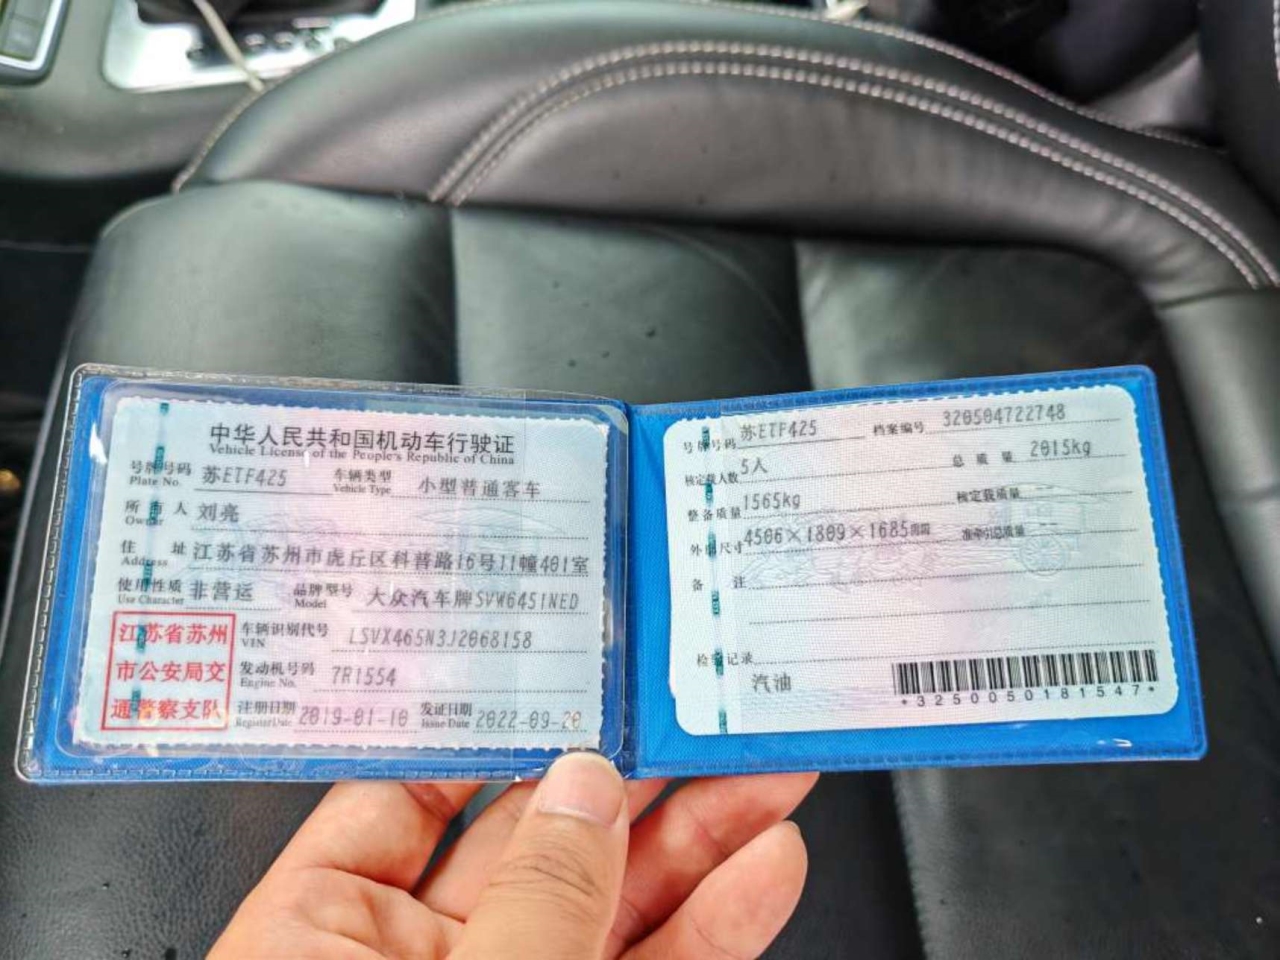 中华人民共和国机动车行驶证
Vehicle License of the People's Republic of China
号牌号码 苏ETF425 车辆类型 小型普通客车
Plate No. Vehicle Type
所有人 刘亮
Owner
住址 江苏省苏州市虎丘区科普路16号11幢401室
Address
使用性质 非营运 品牌型号 大众汽车牌SVW6451NED
Use Character Model
江苏省苏州
市公安局交
通警察支队
车辆识别代号 LSVX465N3J2068158
VIN
发动机号码 7R1554
Engine No.
注册日期 2019-01-10 发证日期 2022-09-20
Register Date Issue Date
号牌号码 苏ETF425 档案编号 320504722748
核定载人数 5人 总质量 2015kg
整备质量 1565kg 核定载质量 --
外廓尺寸 4506×1809×1685 准牵引总质量 --
备注
检验记录
汽油
*3250050181547*